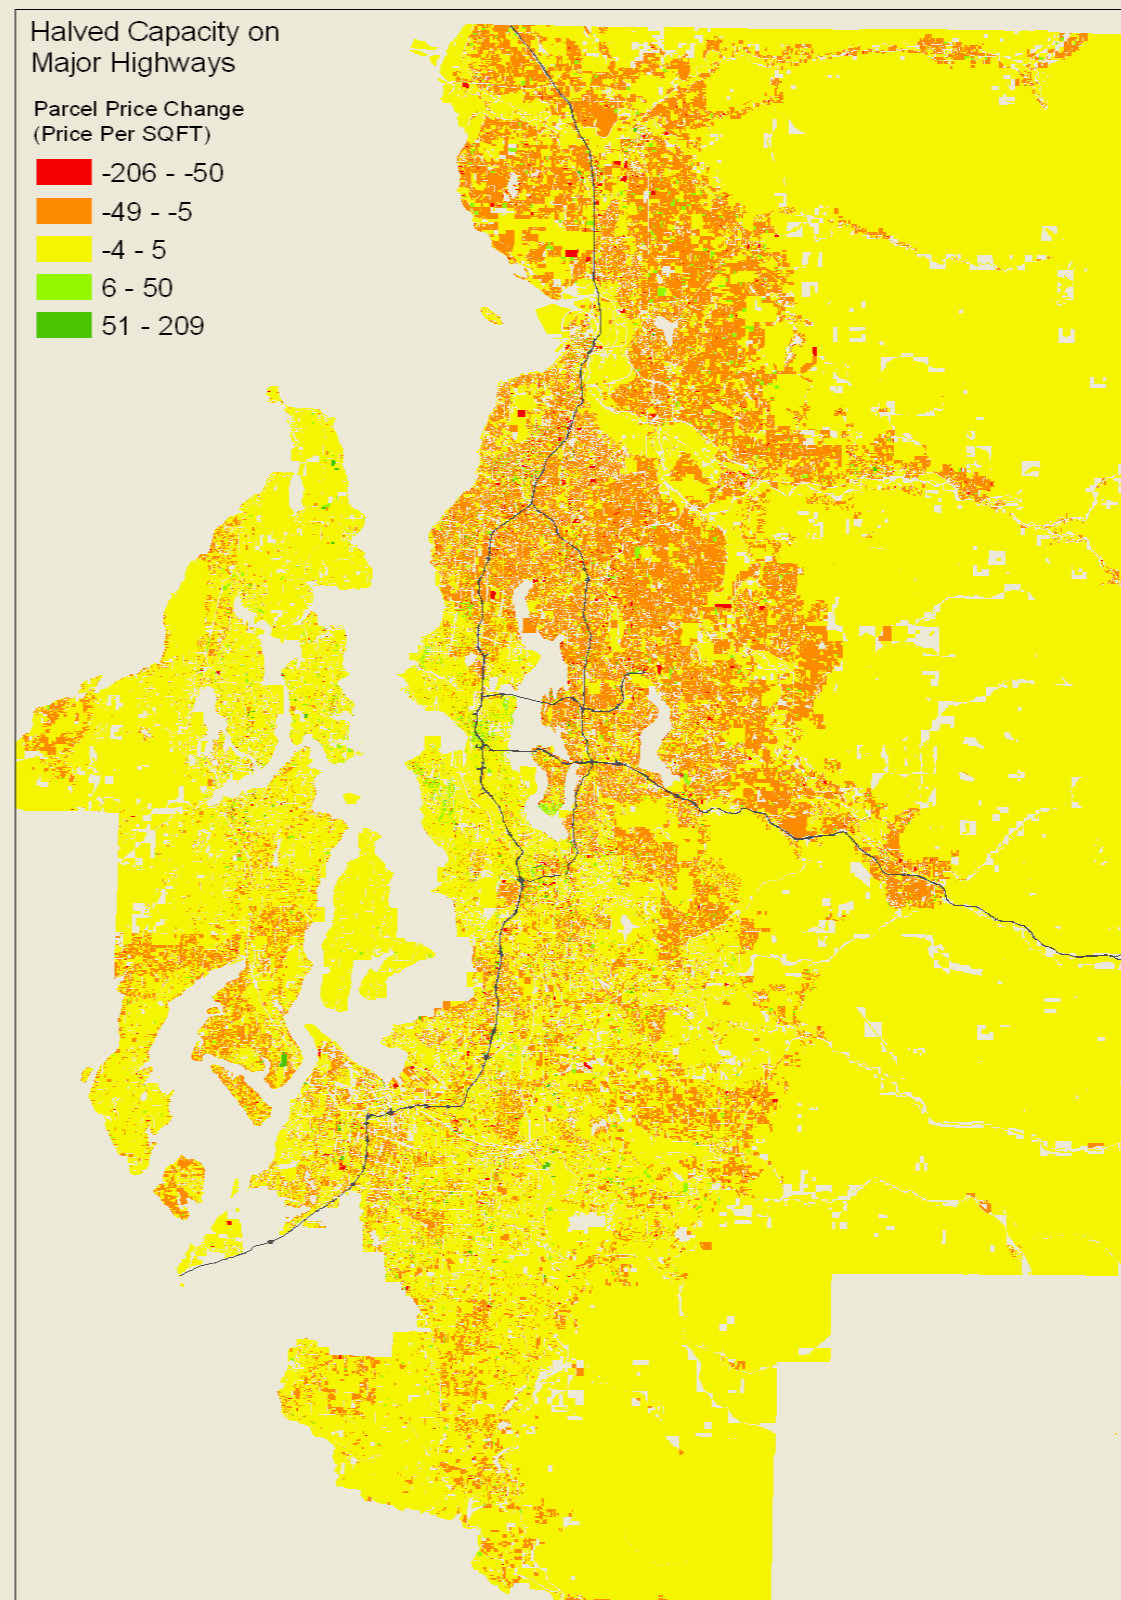 Halved Capacity on
Major Highways
Parcel Price Change
(Price Per SQFT)
-206 - -50
-49 - -5
-4 - 5
6 - 50
51 - 209